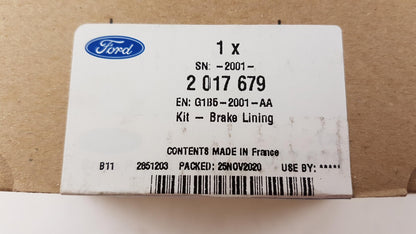 Ford
1 x
SN: -2001-
2 017 679
EN: G1B5-2001-AA
Kit - Brake Lining
CONTENTS MADE IN France
B11 2851203 PACKED: 25NOV2020 USE BY: *****